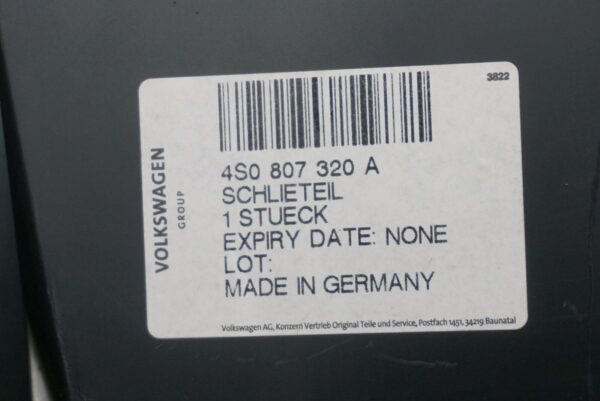 3822
VOLKSWAGEN
GROUP
4S0 807 320 A
SCHLIETEIL
1 STUECK
EXPIRY DATE: NONE
LOT:
MADE IN GERMANY
Volkswagen AG, Konzern Vertrieb Original Teile und Service, Postfach 1451, 34219 Baunatal